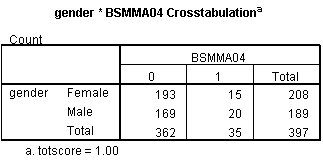 gender * BSMMA04 Crosstabulationa
Count
BSMMA04
0 1 Total
gender Female 193 15 208
Male 169 20 189
Total 362 35 397
a. totscore = 1.00